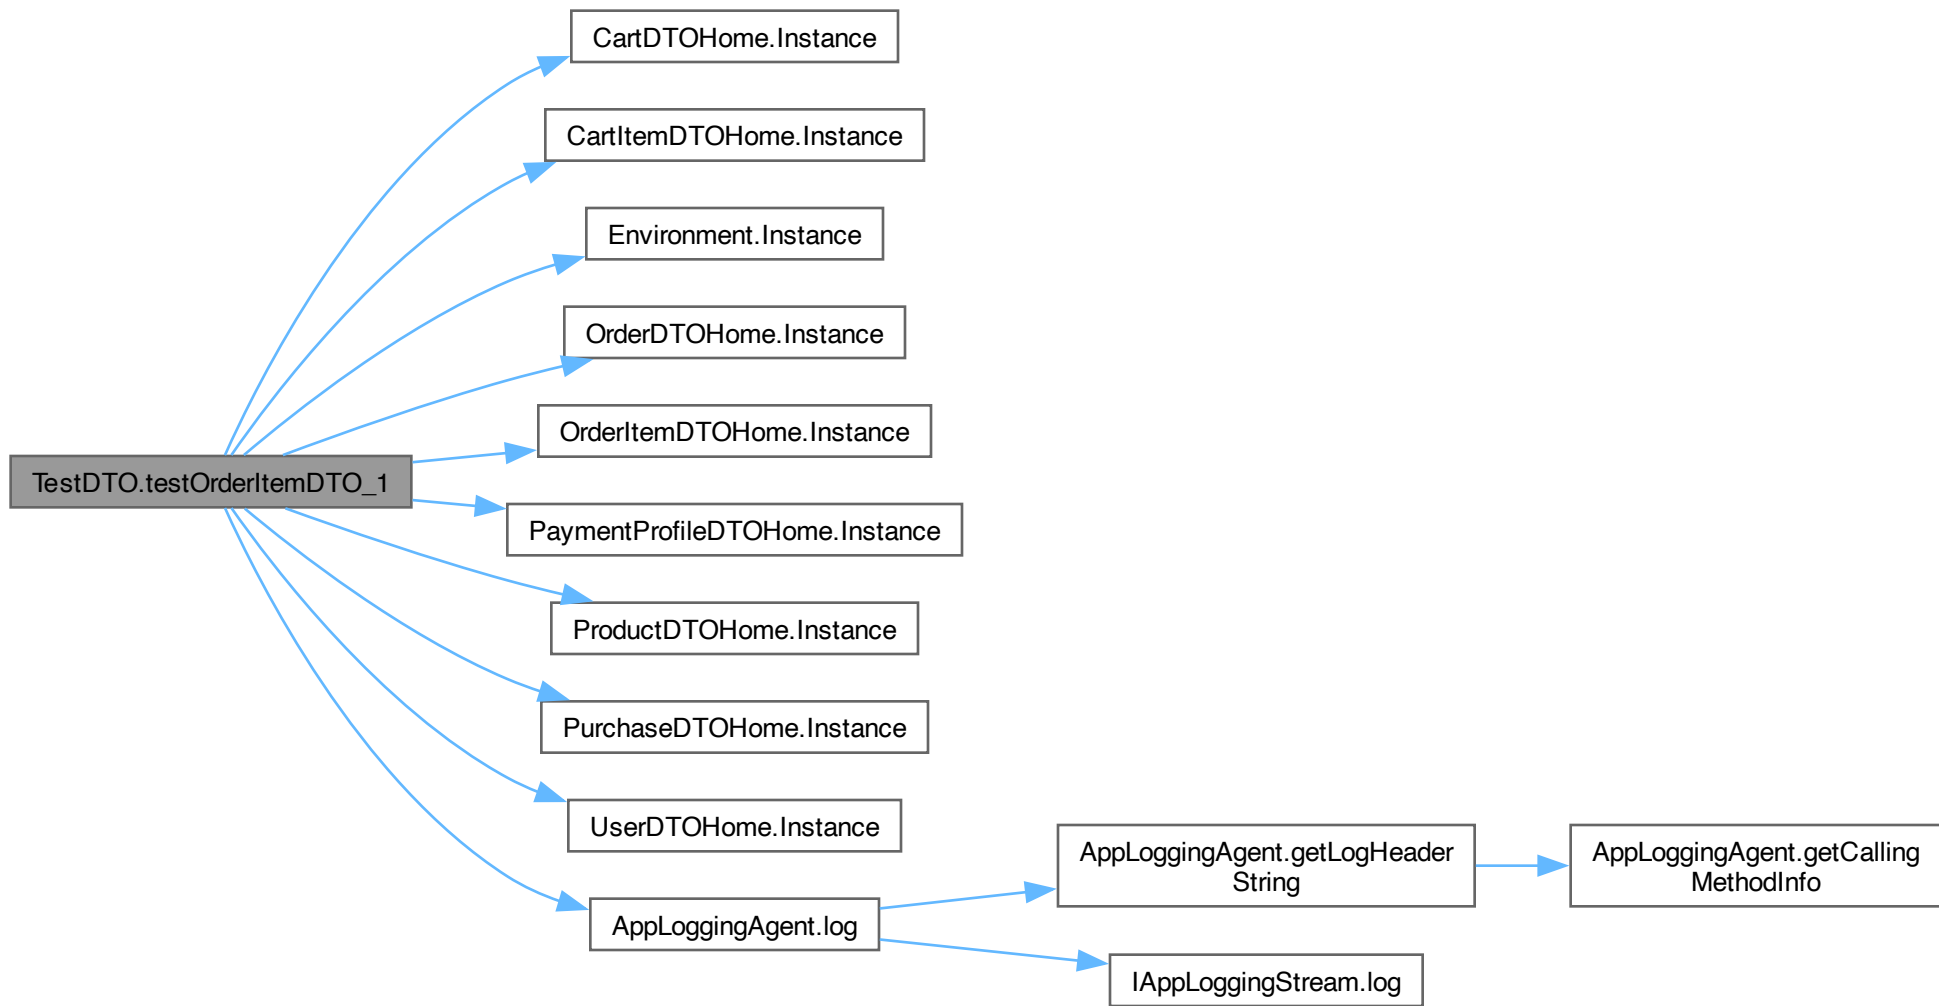 CartDTOHome.Instance
CartItemDTOHome.Instance
Environment.Instance
OrderDTOHome.Instance
OrderItemDTOHome.Instance
TestDTO.testOrderItemDTO_1
PaymentProfileDTOHome.Instance
ProductDTOHome.Instance
PurchaseDTOHome.Instance
UserDTOHome.Instance
AppLoggingAgent.getLogHeader
String
AppLoggingAgent.getCalling
MethodInfo
AppLoggingAgent.log
IAppLoggingStream.log